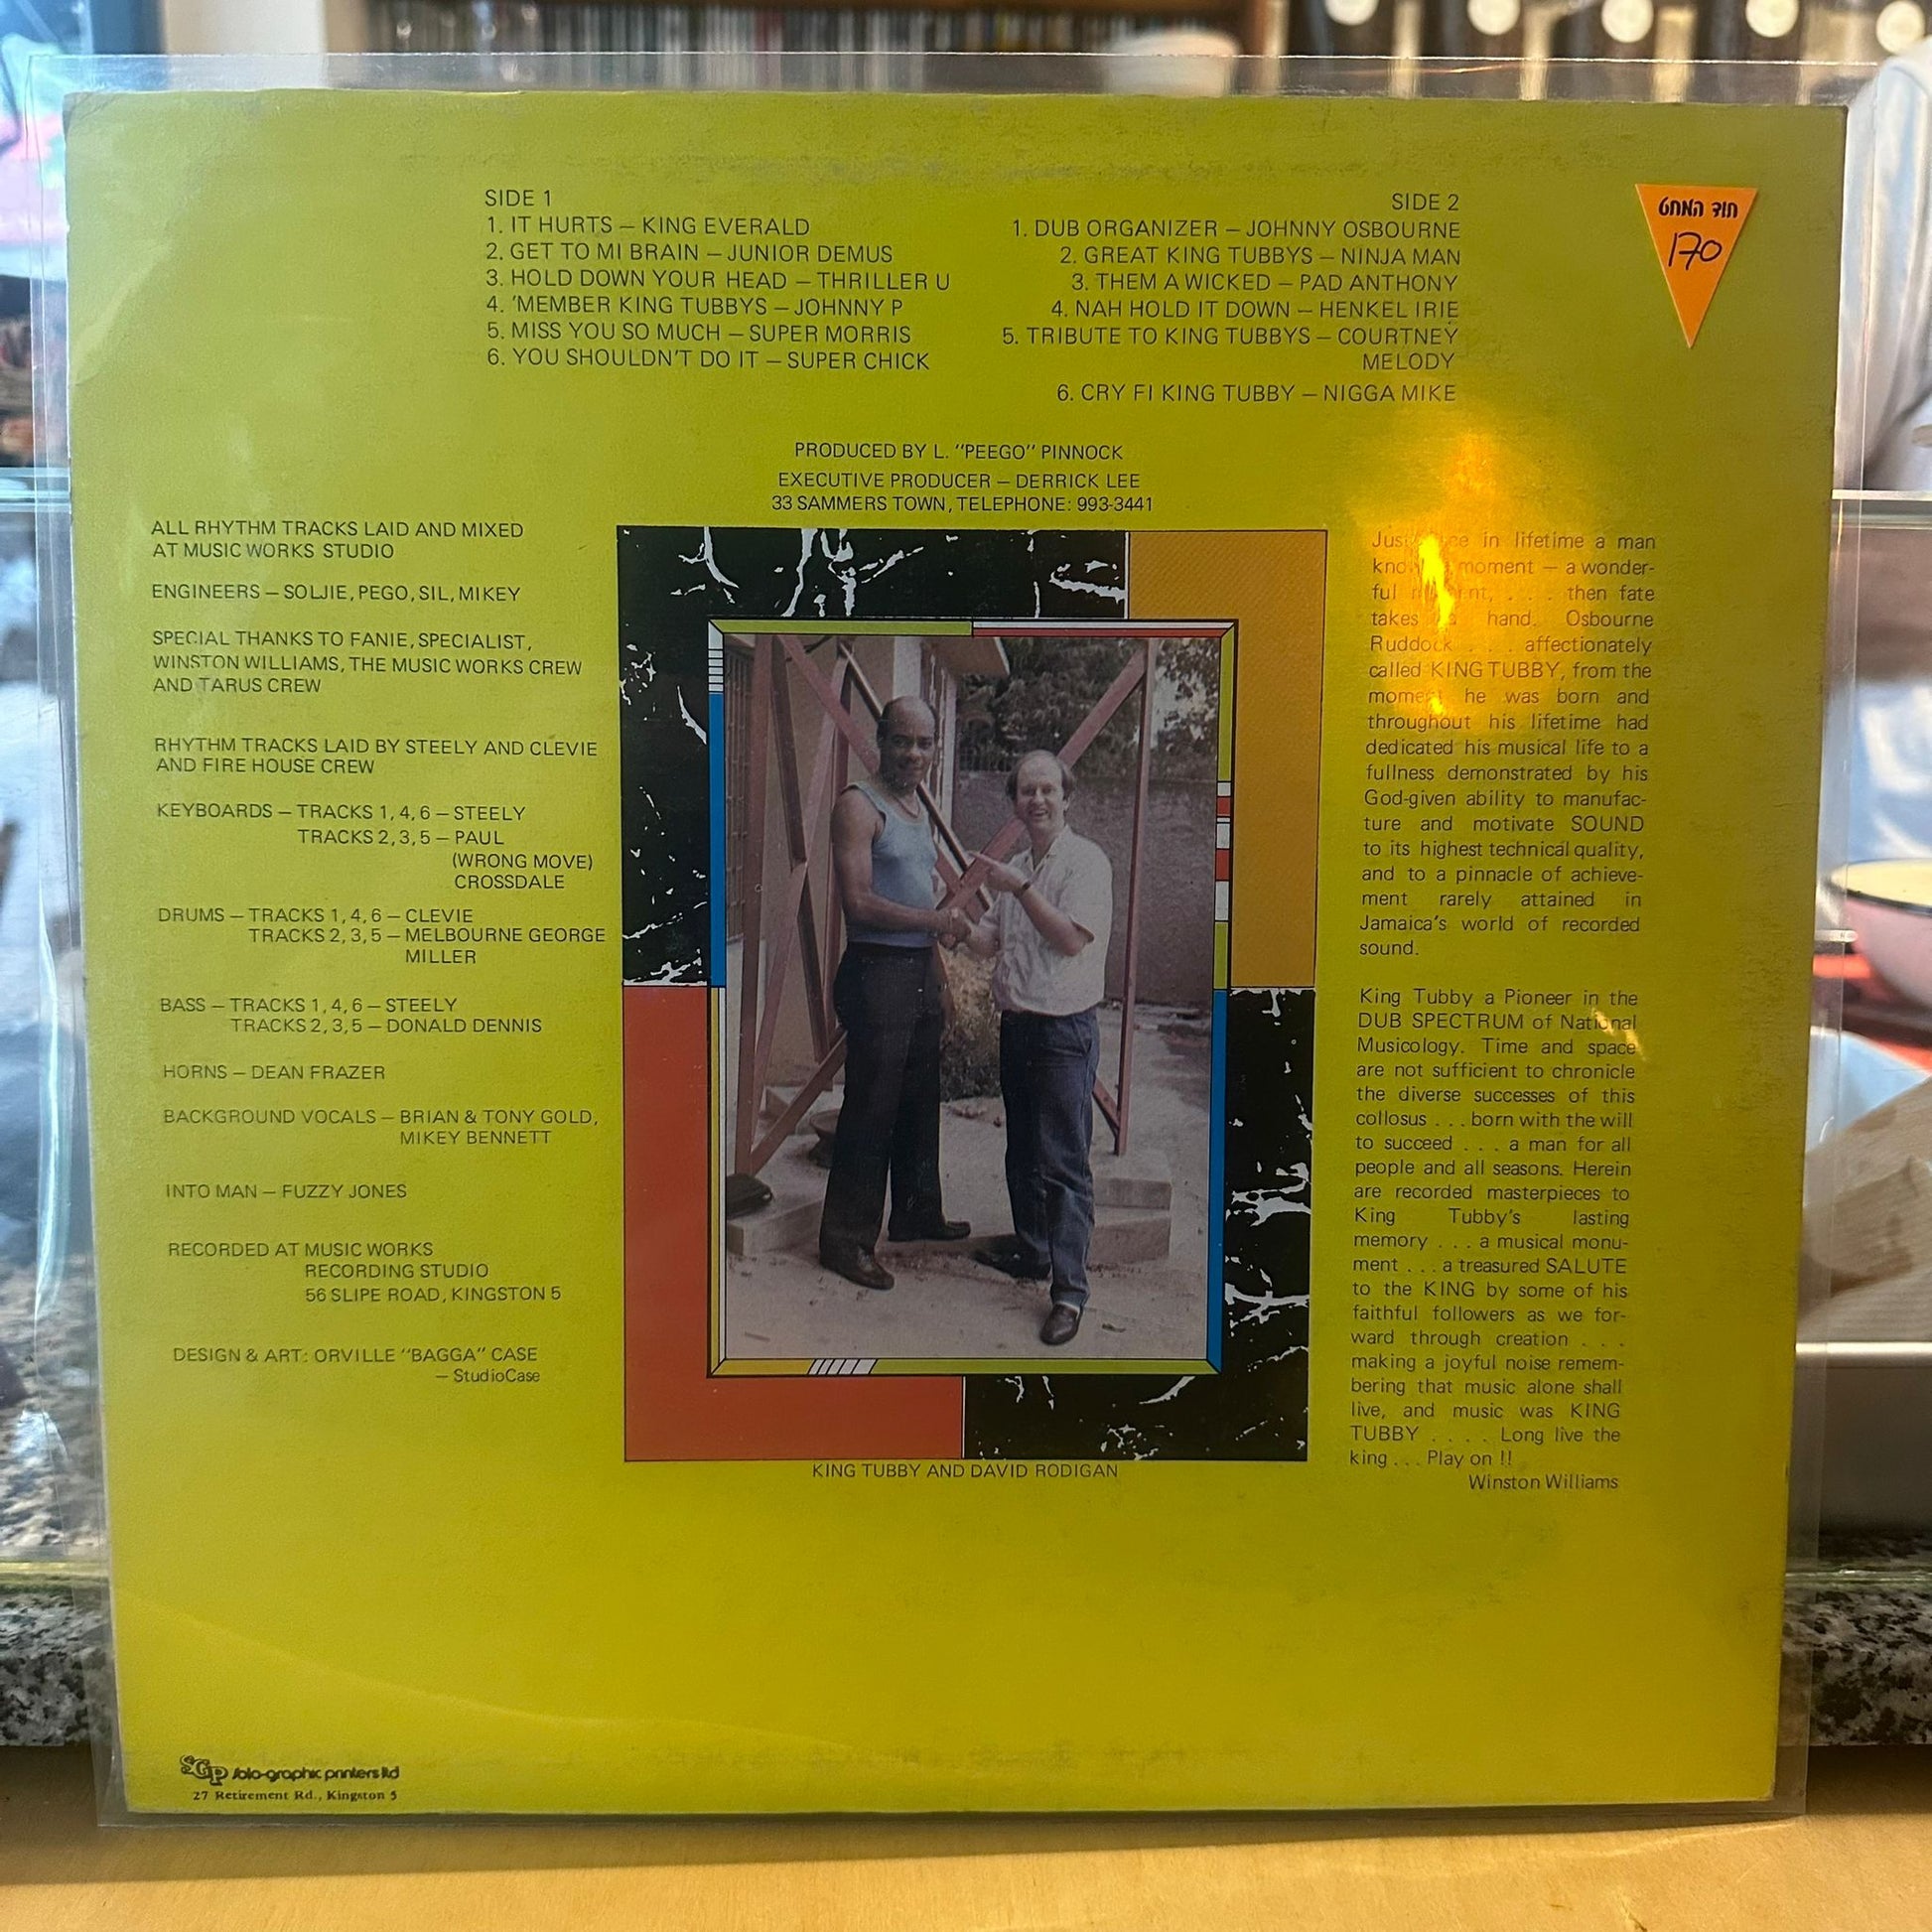 SIDE 1
1. IT HURTS – KING EVERALD
2. GET TO MI BRAIN – JUNIOR DEMUS
3. HOLD DOWN YOUR HEAD – THRILLER U
4. 'MEMBER KING TUBBYS – JOHNNY P
5. MISS YOU SO MUCH – SUPER MORRIS
6. YOU SHOULDN'T DO IT – SUPER CHICK
SIDE 2
1. DUB ORGANIZER – JOHNNY OSBOURNE
2. GREAT KING TUBBYS – NINJA MAN
3. THEM A WICKED – PAD ANTHONY
4. NAH HOLD IT DOWN – HENKEL IRIE
5. TRIBUTE TO KING TUBBYS – COURTNEY
MELODY
6. CRY FI KING TUBBY – NIGGA MIKE
חוד המחט
170
PRODUCED BY L. "PEEGO" PINNOCK
EXECUTIVE PRODUCER – DERRICK LEE
33 SAMMERS TOWN, TELEPHONE: 993-3441
ALL RHYTHM TRACKS LAID AND MIXED
AT MUSIC WORKS STUDIO
ENGINEERS – SOLJIE, PEGO, SIL, MIKEY
SPECIAL THANKS TO FANIE, SPECIALIST,
WINSTON WILLIAMS, THE MUSIC WORKS CREW
AND TARUS CREW
RHYTHM TRACKS LAID BY STEELY AND CLEVIE
AND FIRE HOUSE CREW
KEYBOARDS – TRACKS 1, 4, 6 – STEELY
TRACKS 2, 3, 5 – PAUL
(WRONG MOVE)
CROSSDALE
DRUMS – TRACKS 1, 4, 6 – CLEVIE
TRACKS 2, 3, 5 – MELBOURNE GEORGE
MILLER
BASS – TRACKS 1, 4, 6 – STEELY
TRACKS 2, 3, 5 – DONALD DENNIS
HORNS – DEAN FRAZER
BACKGROUND VOCALS – BRIAN & TONY GOLD,
MIKEY BENNETT
INTO MAN – FUZZY JONES
RECORDED AT MUSIC WORKS
RECORDING STUDIO
56 SLIPE ROAD, KINGSTON 5
DESIGN & ART: ORVILLE "BAGGA" CASE
– StudioCase
KING TUBBY AND DAVID RODIGAN
in lifetime a man
moment – a wonder-
ful . . . . then fate
takes hand. Osbourne
Ruddock . . . affectionately
called KING TUBBY, from the
moment he was born and
throughout his lifetime had
dedicated his musical life to a
fullness demonstrated by his
God-given ability to manufac-
ture and motivate SOUND
to its highest technical quality,
and to a pinnacle of achieve-
ment rarely attained in
Jamaica's world of recorded
sound.
King Tubby a Pioneer in the
DUB SPECTRUM of National
Musicology. Time and space
are not sufficient to chronicle
the diverse successes of this
collosus . . . born with the will
to succeed . . . a man for all
people and all seasons. Herein
are recorded masterpieces to
King Tubby's lasting
memory . . . a musical monu-
ment . . . a treasured SALUTE
to the KING by some of his
faithful followers as we for-
ward through creation . . .
making a joyful noise remem-
bering that music alone shall
live, and music was KING
TUBBY . . . . Long live the
king . . . Play on !!
Winston Williams
SGP solo-graphic printers ltd
27 Retirement Rd., Kingston 5